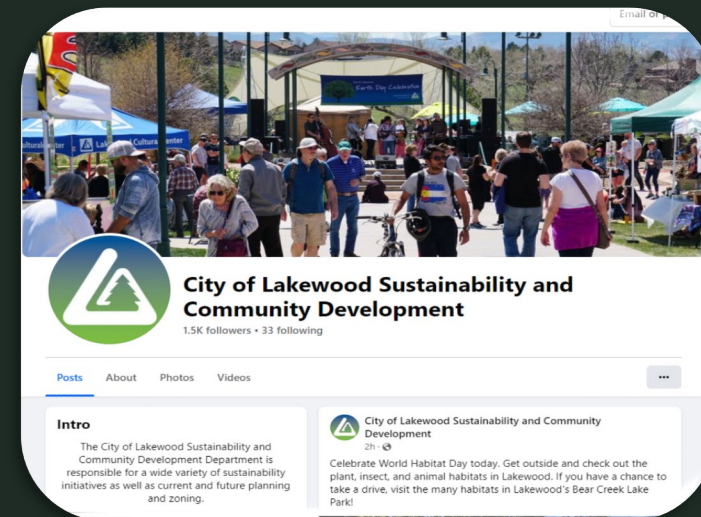 Email or
Earth Day Celebration
Cultural Center
City of Lakewood Sustainability and
Community Development
1.5K followers • 33 following
Posts About Photos Videos
Intro
The City of Lakewood Sustainability and
Community Development Department is
responsible for a wide variety of sustainability
initiatives as well as current and future planning
and zoning.
City of Lakewood Sustainability and Community
Development
2h
Celebrate World Habitat Day today. Get outside and check out the
plant, insect, and animal habitats in Lakewood. If you have a chance to
take a drive, visit the many habitats in Lakewood's Bear Creek Lake
Park!